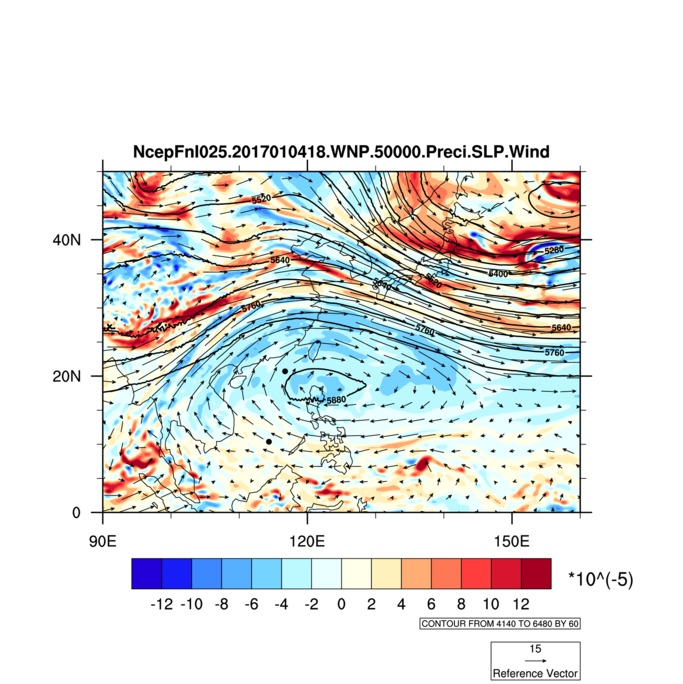 NcepFnl025.2017010418.WNP.50000.Preci.SLP.Wind
5520
40N
5280
5640
5400
5760
5760
5640
5760
20N
5880
0
90E 120E 150E
-12 -10 -8 -6 -4 -2 0 2 4 6 8 10 12
*10^(-5)
CONTOUR FROM 4140 TO 6480 BY 60
15
Reference Vector